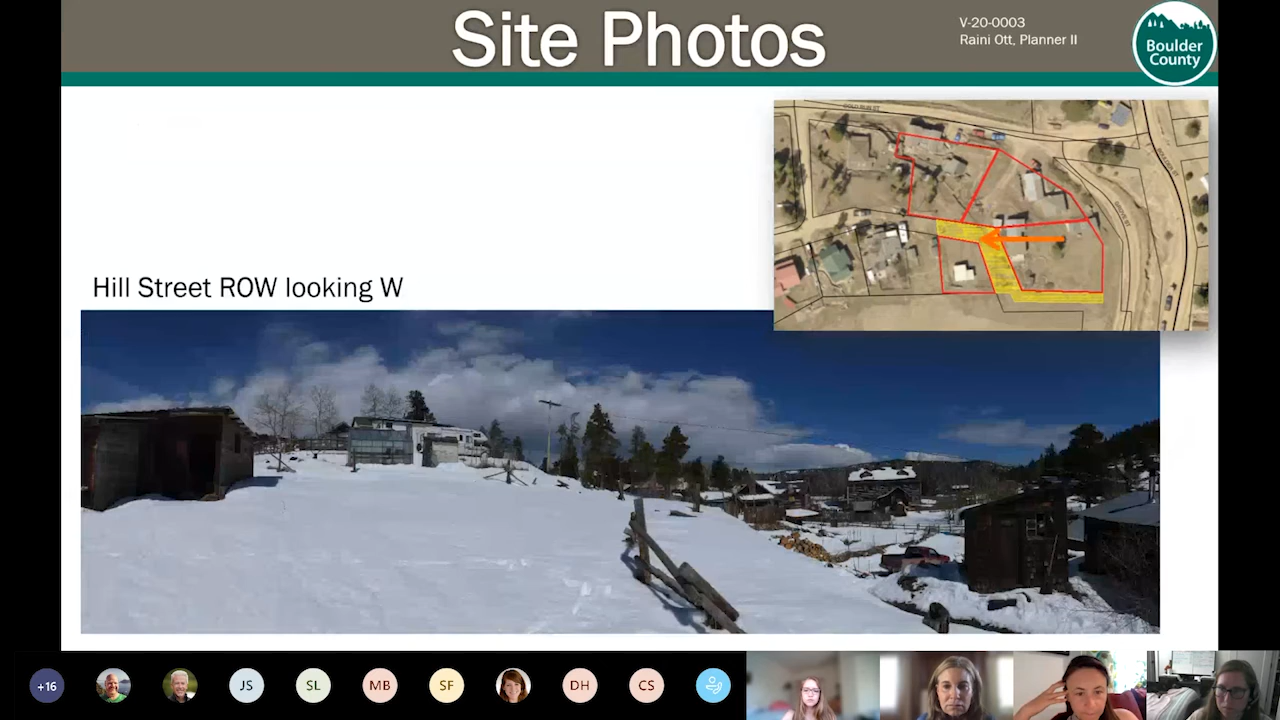 Site Photos
V-20-0003
Raini Ott, Planner II
Boulder
County
Hill Street ROW looking W
+16
JS
SL
MB
SF
DH
CS